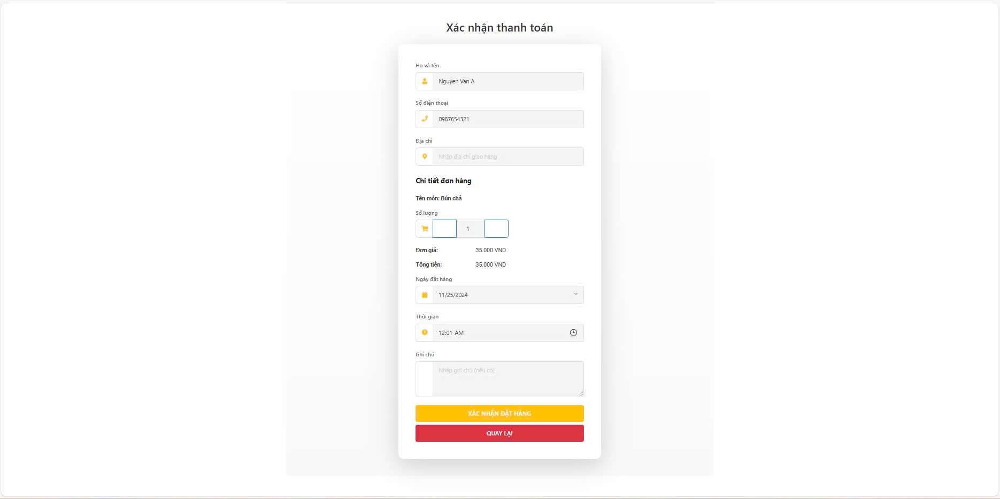 Xác nhận thanh toán
Họ và tên
Nguyen Van A
Số điện thoại
0987654321
Địa chỉ
Nhập địa chỉ giao hàng
Chi tiết đơn hàng
Tên món: Bún chả
Số lượng
1
Đơn giá: 35.000 VND
Tổng tiền: 35.000 VND
Ngày đặt hàng
11/25/2024
Thời gian
12:01 AM
Ghi chú
Nhập ghi chú (nếu có)
XÁC NHẬN ĐẶT HÀNG
QUAY LẠI